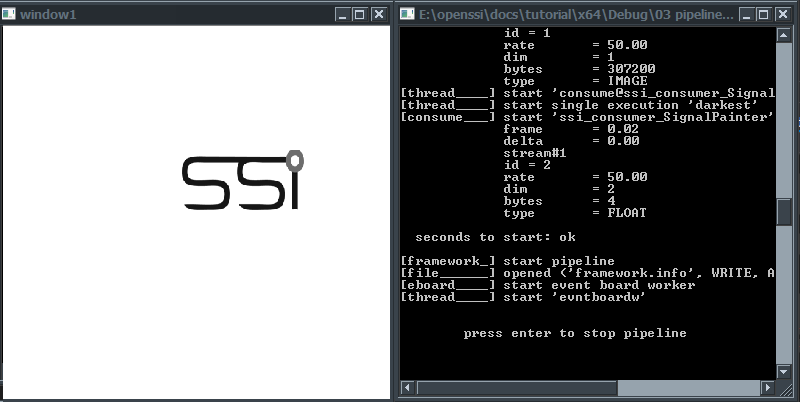 window1
ssi
E:\openssi\docs\tutorial\x64\Debug\03 pipeline...
id = 1
rate = 50.00
dim = 1
bytes = 307200
type = IMAGE
[thread____] start 'consume@ssi_consumer_Signal
[thread____] start single execution 'darkest'
[consume___] start 'ssi_consumer_SignalPainter'
frame = 0.02
delta = 0.00
stream#1
id = 2
rate = 50.00
dim = 2
bytes = 4
type = FLOAT
seconds to start: ok
[framework_] start pipeline
[file______] opened ('framework.info', WRITE, A
[eboard____] start event board worker
[thread____] start 'evntboardw'
press enter to stop pipeline